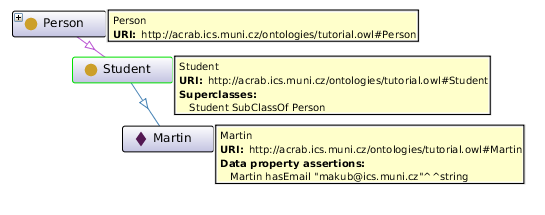 Person
Person
URI: http://acrab.ics.muni.cz/ontologies/tutorial.owl#Person
Student
Student
URI: http://acrab.ics.muni.cz/ontologies/tutorial.owl#Student
Superclasses:
Student SubClassOf Person
Martin
Martin
URI: http://acrab.ics.muni.cz/ontologies/tutorial.owl#Martin
Data property assertions:
Martin hasEmail "makub@ics.muni.cz"^^string